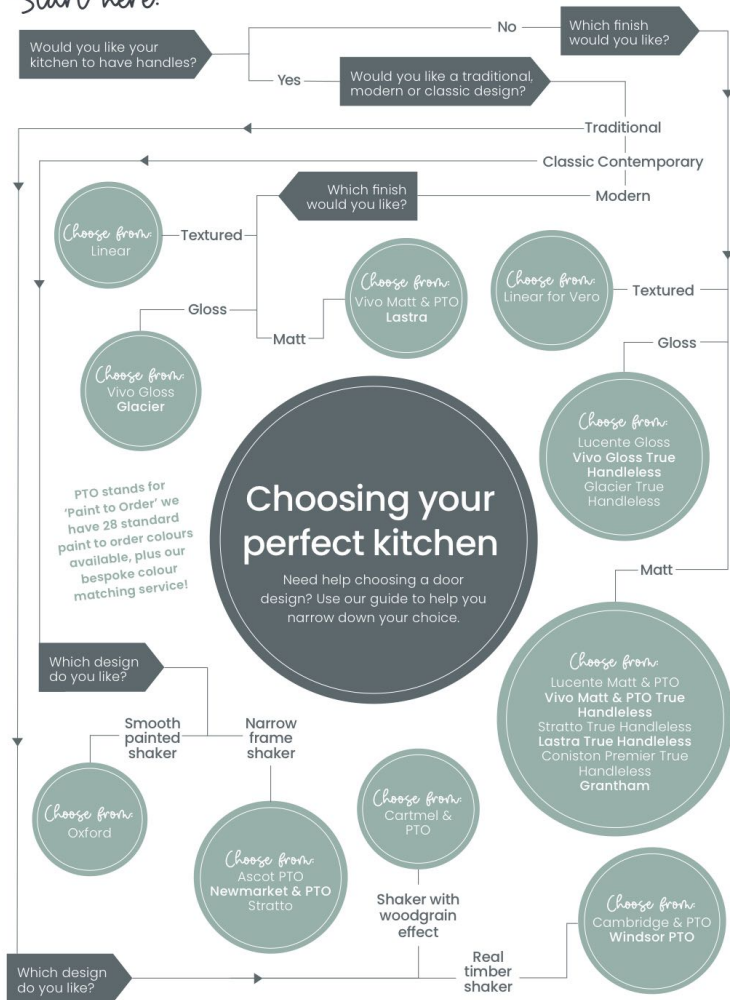 start here:
No
Which finish
would you like?
Would you like your
kitchen to have handles?
Yes
Would you like a traditional,
modern or classic design?
Traditional
Classic Contemporary
Modern
Which finish
would you like?
Choose from:
Linear
Textured
Choose from:
Vivo Matt & PTO
Lastra
Choose from:
Linear for Vero
Textured
Gloss
Matt
Gloss
Choose from:
Vivo Gloss
Glacier
Choose from:
Lucente Gloss
Vivo Gloss True
Handleless
Glacier True
Handleless
PTO stands for
‘Paint to Order’ we
have 28 standard
paint to order colours
available, plus our
bespoke colour
matching service!
Choosing your
perfect kitchen
Need help choosing a door
design? Use our guide to help you
narrow down your choice.
Matt
Choose from:
Lucente Matt & PTO
Vivo Matt & PTO True
Handleless
Stratto True Handleless
Lastra True Handleless
Coniston Premier True
Handleless
Grantham
Which design
do you like?
Smooth
painted
shaker
Narrow
frame
shaker
Choose from:
Oxford
Choose from:
Ascot PTO
Newmarket & PTO
Stratto
Choose from:
Cartmel &
PTO
Shaker with
woodgrain
effect
Choose from:
Cambridge & PTO
Windsor PTO
Real
timber
shaker
Which design
do you like?